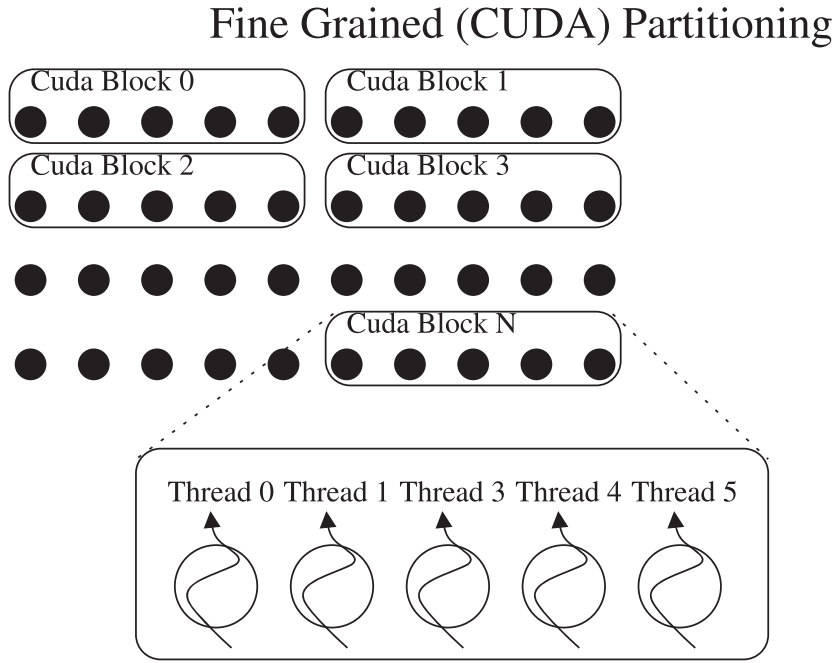 Fine Grained (CUDA) Partitioning
Cuda Block 0
Cuda Block 1
Cuda Block 2
Cuda Block 3
Cuda Block N
Thread 0 Thread 1 Thread 3 Thread 4 Thread 5